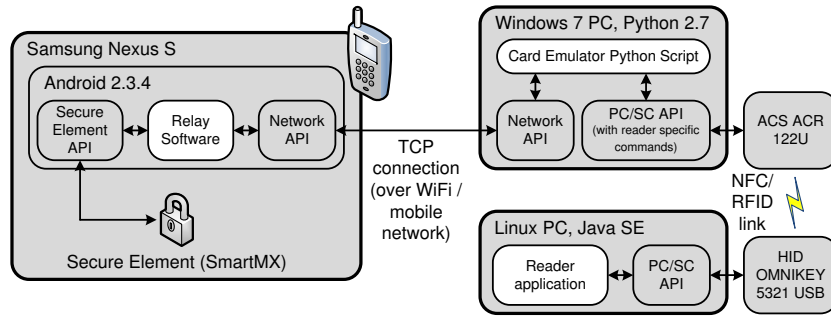 Samsung Nexus S
Android 2.3.4
Secure
Element
API
Relay
Software
Network
API
Secure Element (SmartMX)
TCP
connection
(over WiFi /
mobile
network)
Windows 7 PC, Python 2.7
Card Emulator Python Script
Network
API
PC/SC API
(with reader specific
commands)
ACS ACR
122U
NFC/
RFID
link
Linux PC, Java SE
Reader
application
PC/SC
API
HID
OMNIKEY
5321 USB